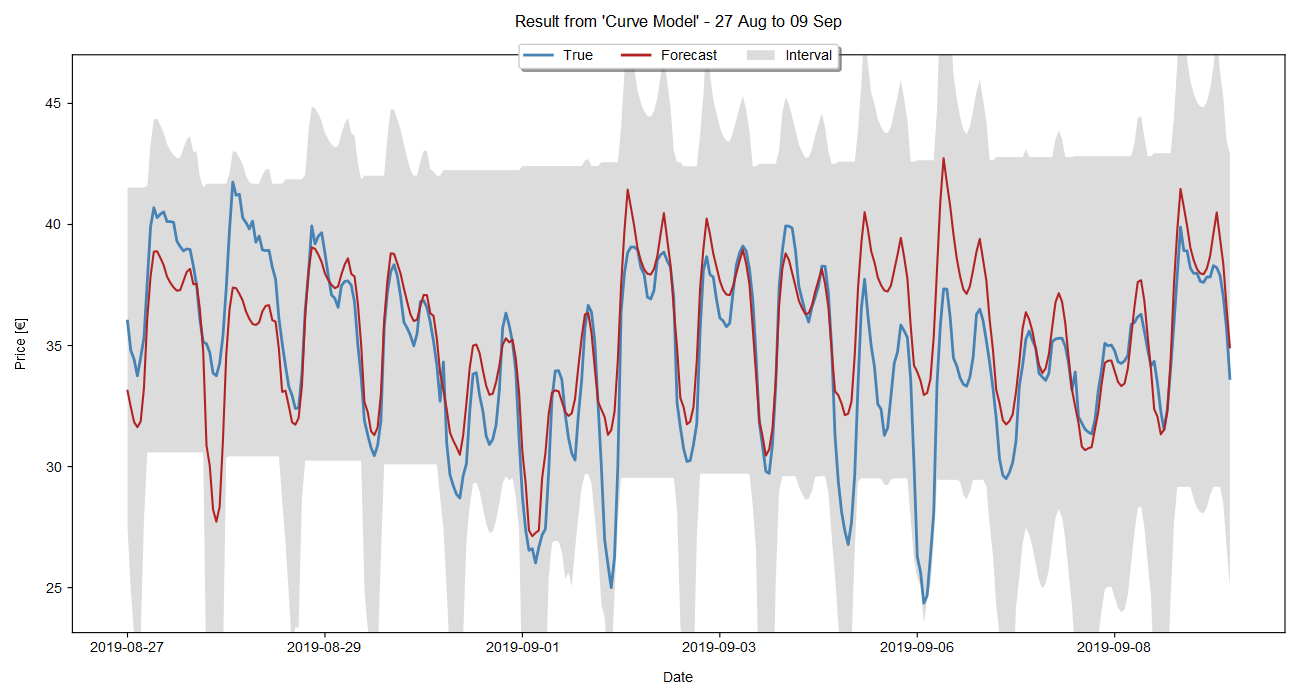 Result from 'Curve Model' - 27 Aug to 09 Sep
True Forecast Interval
45
40
35
30
25
Price [€]
2019-08-27 2019-08-29 2019-09-01 2019-09-03 2019-09-06 2019-09-08
Date